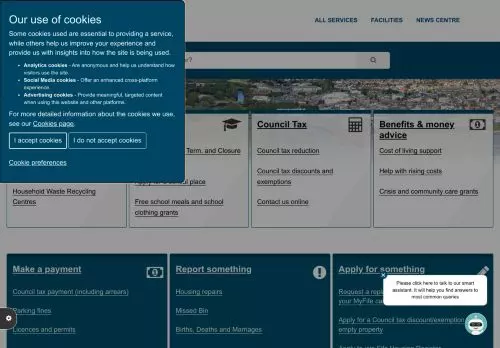 Our use of cookies
Some cookies used are essential to providing a service,
while others help us improve your experience and
provide us with insights into how the site is being used.
Analytics cookies - Are anonymous and help us understand how
visitors use the site.
Social Media cookies - Offer an enhanced cross-platform
experience.
Advertising cookies - Provide meaningful, targeted content
when using this website and other platforms.
For more detailed information about the cookies we use,
see our Cookies page.
I accept cookies
I do not accept cookies
Cookie preferences
ALL SERVICES
FACILITIES
NEWS CENTRE
Household Waste Recycling
Centres
Term, and Closure
Free school meals and school
clothing grants
Council Tax
Council tax reduction
Council tax discounts and
exemptions
Contact us online
Benefits & money
advice
Cost of living support
Help with rising costs
Crisis and community care grants
Make a payment
Council tax payment (including arrears)
Parking fines
Licences and permits
Report something
Housing repairs
Missed Bin
Births, Deaths and Marriages
Apply for something
Request a
your MyFife
Apply for a Council tax discount/exemption
empty property
Please click here to talk to our smart
assistant. It will help you find answers to
most common queries.